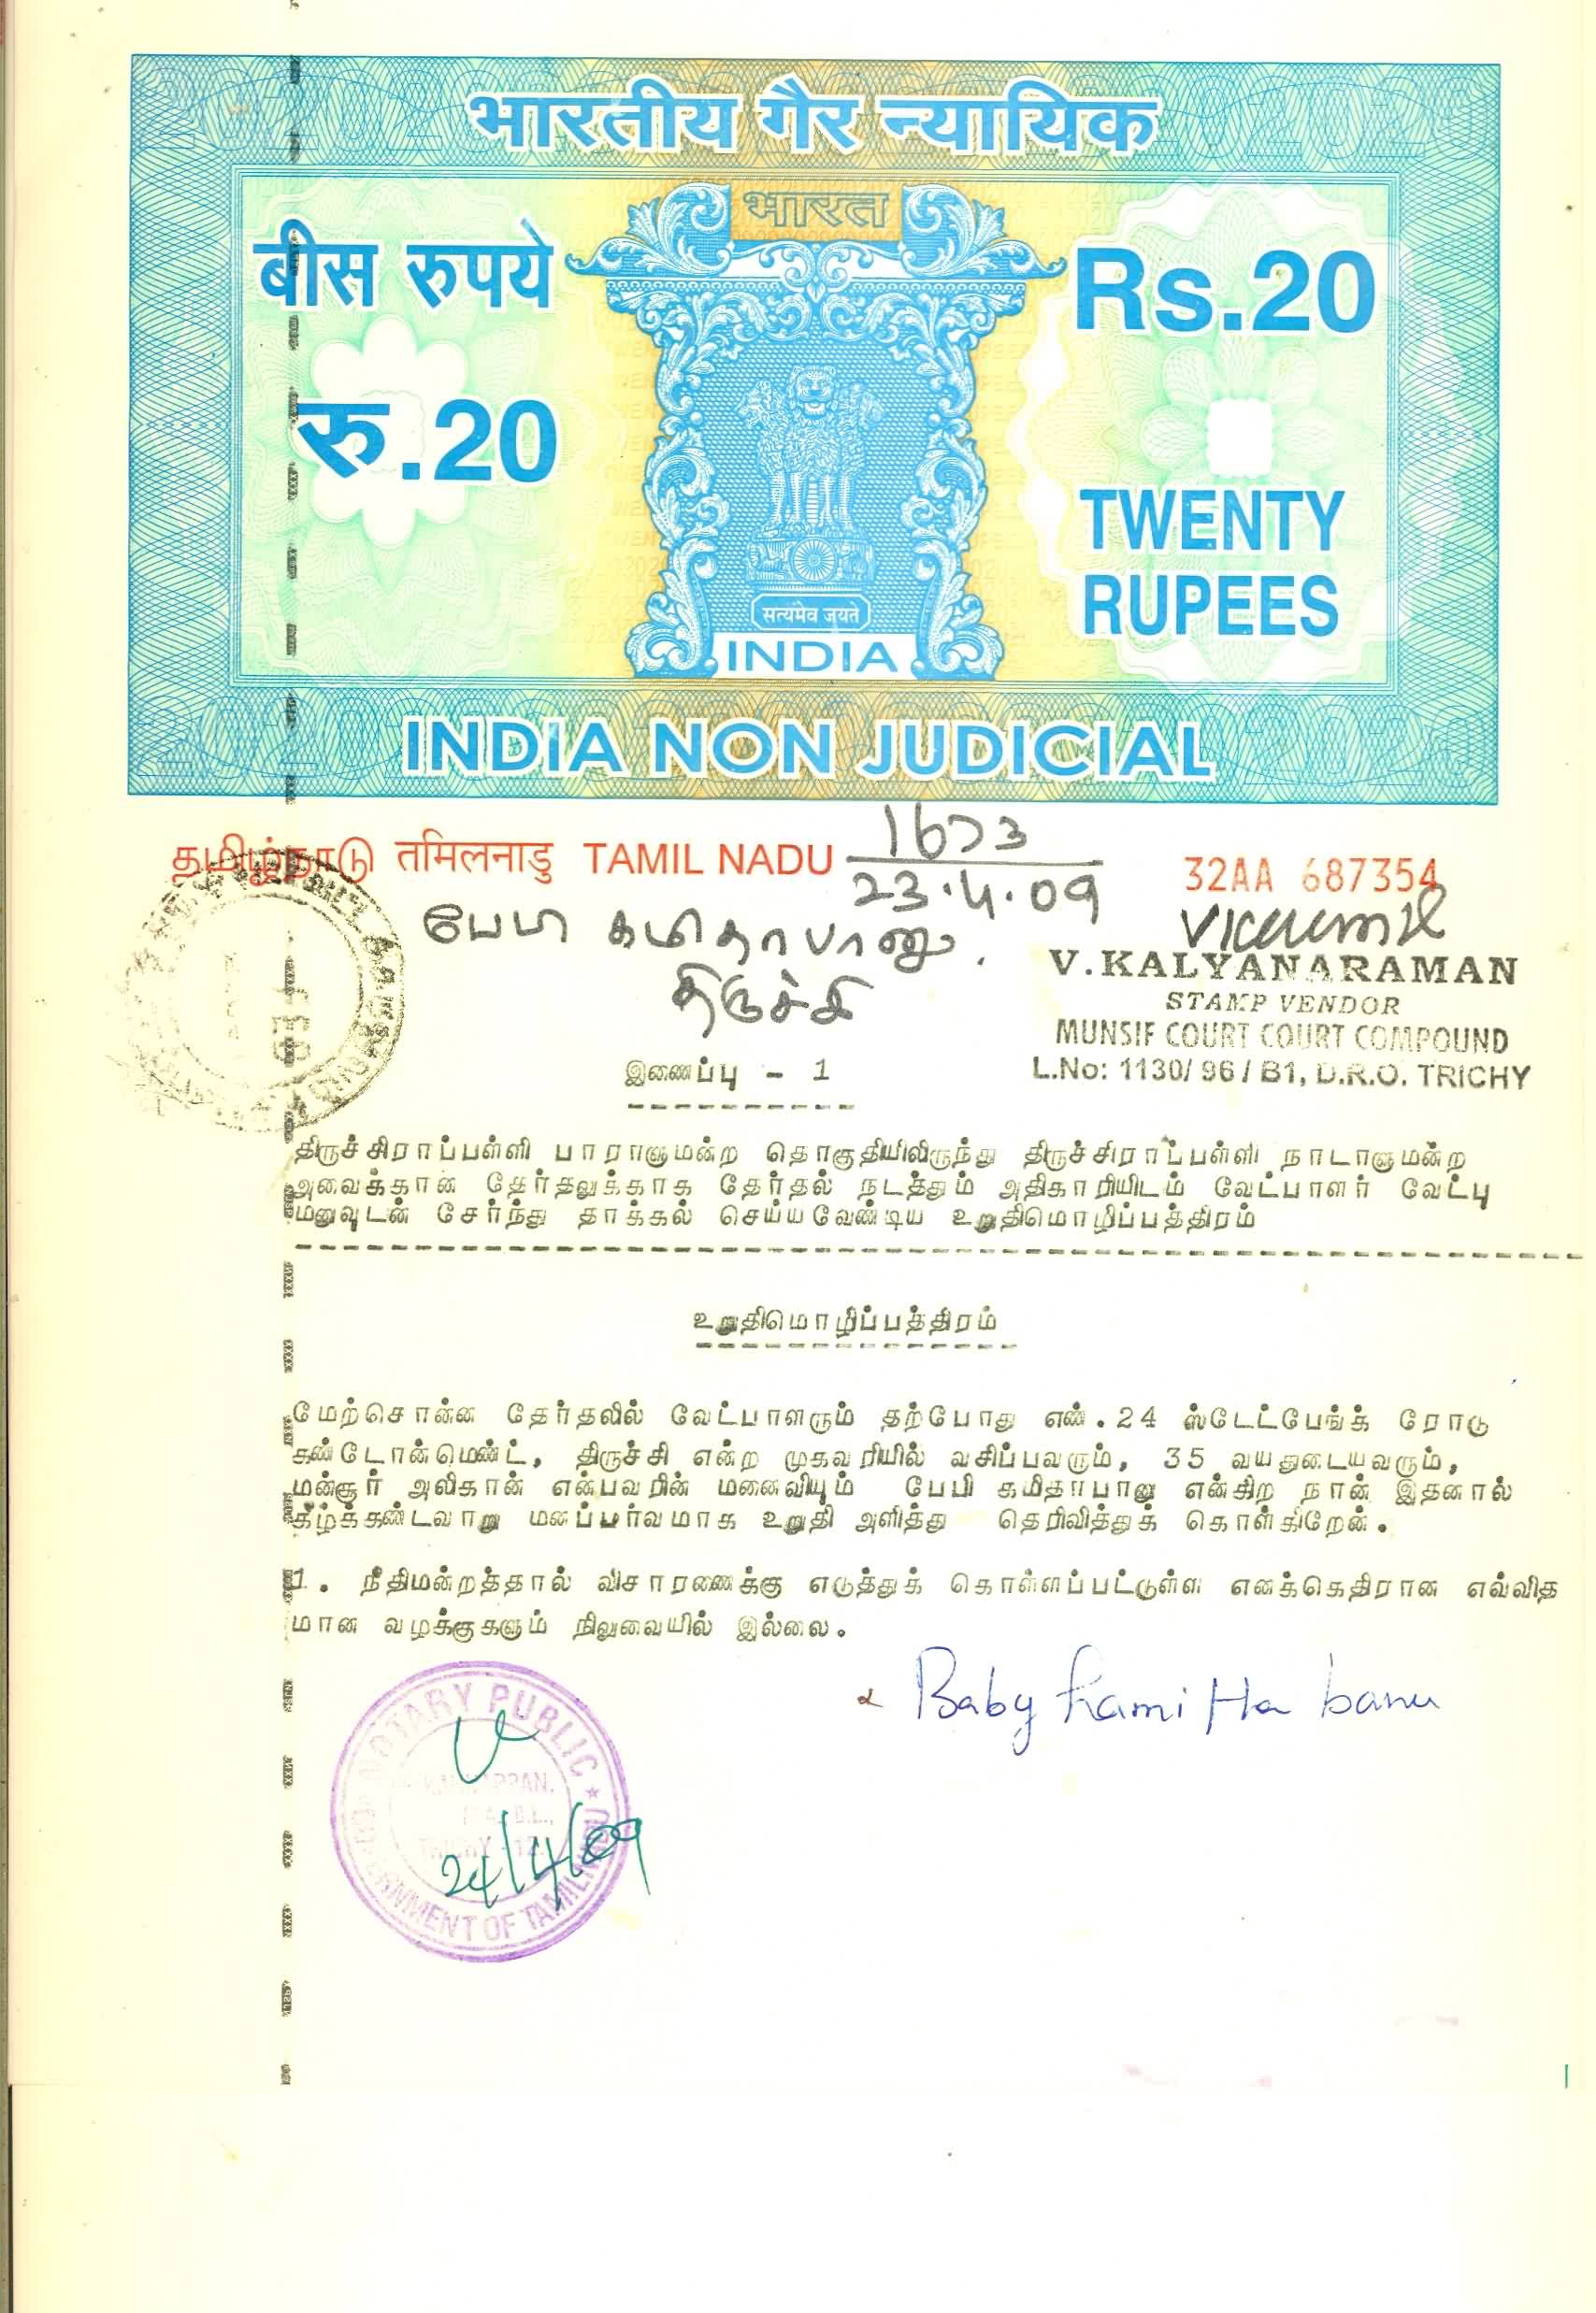 भारतीय गैर न्यायिक
भारत
बीस रुपये
Rs.20
रु.20
TWENTY
RUPEES
सत्यमेव जयते
INDIA
INDIA NON JUDICIAL
தமிழ்நாடு तमिलनाडु TAMIL NADU
1673
23.4.09
32AA 687354
பேபி கமிதாபானு.
திருச்சி
V.KALYANARAMAN
STAMP VENDOR
MUNSIF COURT COURT COMPOUND
L.No: 1130/96/B1, D.R.O. TRICHY
இணைப்பு - 1
திருச்சிராப்பள்ளி பாராளுமன்ற தொகுதியிலிருந்து திருச்சிராப்பள்ளி நாடாளுமன்ற
அவைக்கான தேர்தலுக்காக தேர்தல் நடத்தும் அதிகாரியிடம் வேட்பாளர் வேட்பு
மனுவுடன் சேர்ந்து தாக்கல் செய்யவேண்டிய உறுதிமொழிப்பத்திரம்
உறுதிமொழிப்பத்திரம்
மேற்சொன்ன தேர்தலில் வேட்பாளரும் தற்போது எண்.24 ஸ்டேட்பேங்க் ரோடு
கண்டோன்மெண்ட், திருச்சி என்ற முகவரியில் வசிப்பவரும், 35 வயதுடையவரும்,
மன்சூர் அலிகான் என்பவரின் மனைவியும் பேபி கமிதாபானு என்கிற நான் இதனால்
கீழ்க்கண்டவாறு மனப்பூர்வமாக உறுதி அளித்து தெரிவித்துக் கொள்கிறேன்.
1. நீதிமன்றத்தால் விசாரணைக்கு எடுத்துக் கொள்ளப்பட்டுள்ள எனக்கெதிரான எவ்வித
மான வழக்குகளும் நிலுவையில் இல்லை.
Baby Kamitta banu
NOTARY PUBLIC
GOVERNMENT OF TAMILNADU
24/4/09